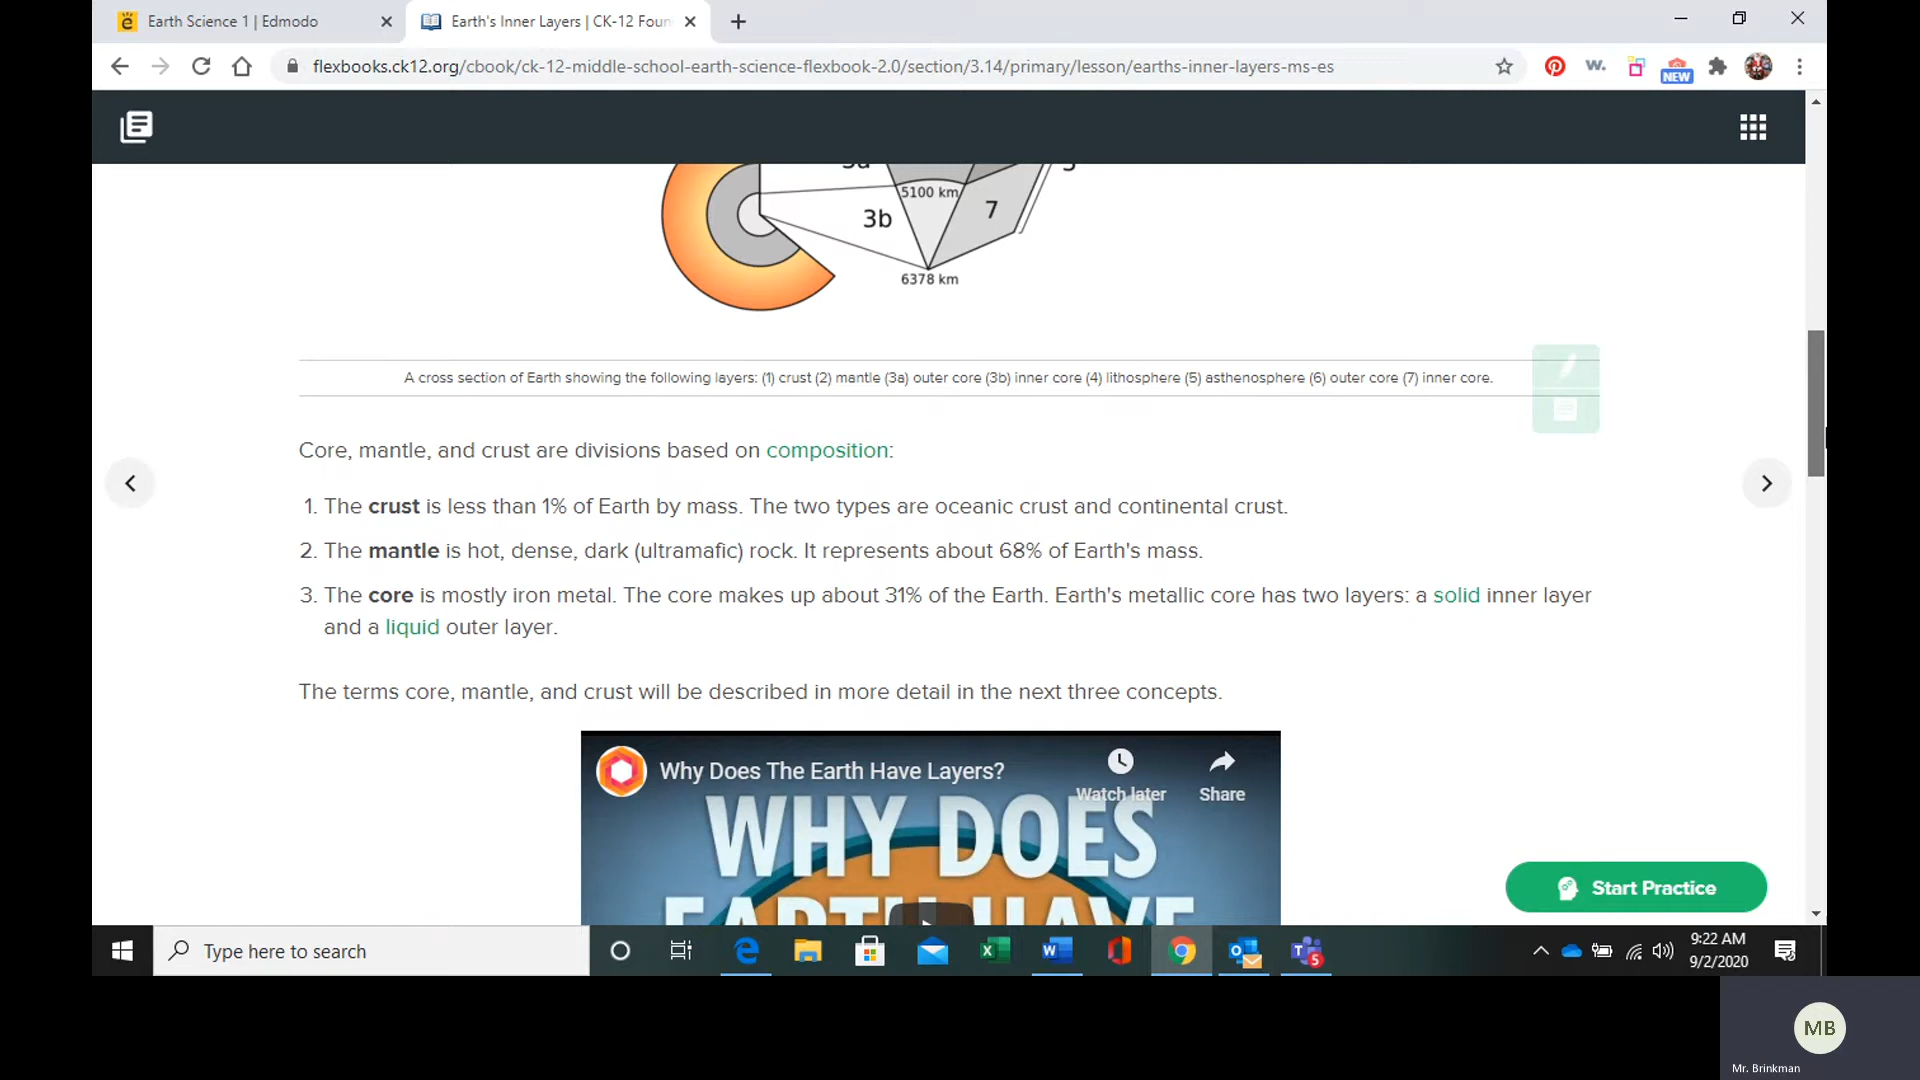 Earth Science 1 | Edmodo
Earth's Inner Layers | CK-12 Foun
flexbooks.ck12.org/cbook/ck-12-middle-school-earth-science-flexbook-2.0/section/3.14/primary/lesson/earths-inner-layers-ms-es
w.
NEW
5100 km
3b
7
6378 km
A cross section of Earth showing the following layers: (1) crust (2) mantle (3a) outer core (3b) inner core (4) lithosphere (5) asthenosphere (6) outer core (7) inner core.
Core, mantle, and crust are divisions based on composition:
1. The crust is less than 1% of Earth by mass. The two types are oceanic crust and continental crust.
2. The mantle is hot, dense, dark (ultramafic) rock. It represents about 68% of Earth's mass.
3. The core is mostly iron metal. The core makes up about 31% of the Earth. Earth's metallic core has two layers: a solid inner layer
and a liquid outer layer.
The terms core, mantle, and crust will be described in more detail in the next three concepts.
Why Does The Earth Have Layers?
Watch later
Share
WHY DOES
EARTH HAVE
Start Practice
Type here to search
9:22 AM
9/2/2020
5
MB
Mr. Brinkman